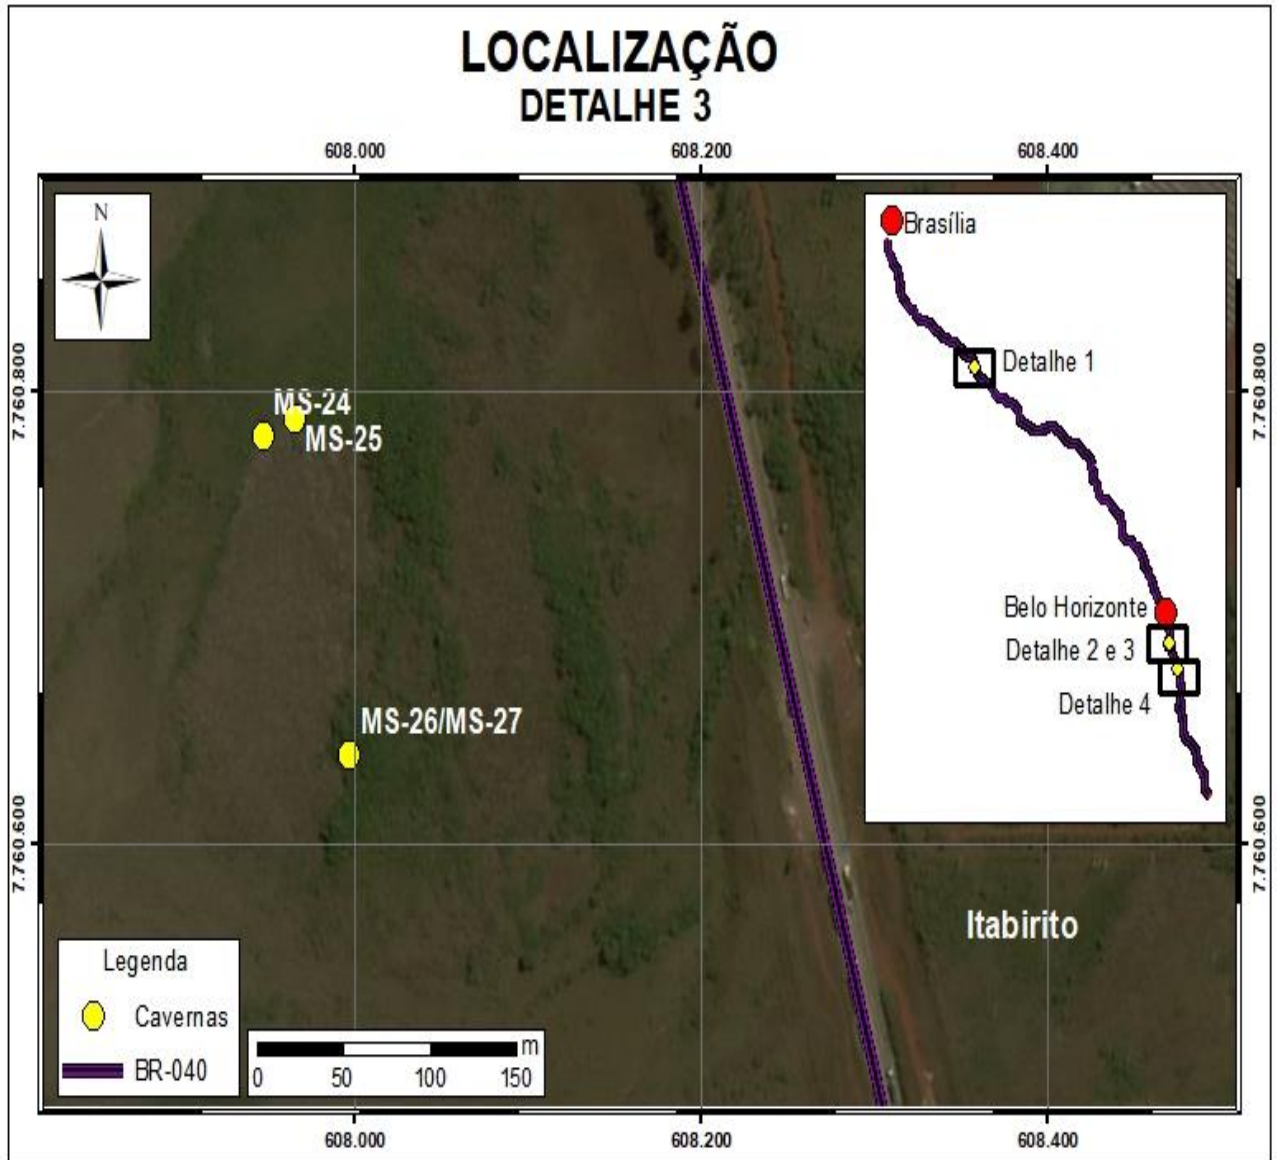 LOCALIZAÇÃO
DETALHE 3
608.000
608.200
608.400
N
Brasília
7.760.800
7.760.800
Detalhe 1
MS-24
MS-25
Belo Horizonte
Detalhe 2 e 3
Detalhe 4
MS-26/MS-27
7.760.600
7.760.600
Itabirito
Legenda
Cavernas
BR-040
m
0
50
100
150
608.000
608.200
608.400